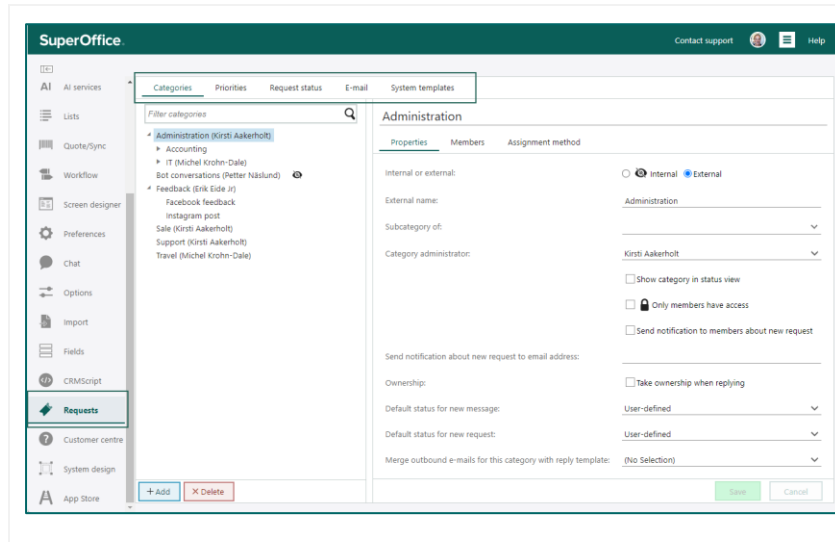 SuperOffice.
Contact support
Help
AI AI services
Lists
Quote/Sync
Workflow
Screen designer
Preferences
Chat
Options
Import
Fields
CRMScript
Requests
Customer centre
System design
App Store
Categories Priorities Request status E-mail System templates
Filter categories
Administration (Kirsti Aakerholt)
Accounting
IT (Michel Krohn-Dale)
Bot conversations (Petter Näslund)
Feedback (Erik Eide Jr)
Facebook feedback
Instagram post
Sale (Kirsti Aakerholt)
Support (Kirsti Aakerholt)
Travel (Michel Krohn-Dale)
+ Add
X Delete
Administration
Properties Members Assignment method
Internal or external: Internal External
External name: Administration
Subcategory of:
Category administrator: Kirsti Aakerholt
Show category in status view
Only members have access
Send notification to members about new request
Send notification about new request to email address:
Ownership: Take ownership when replying
Default status for new message: User-defined
Default status for new request: User-defined
Merge outbound e-mails for this category with reply template: (No Selection)
Save Cancel